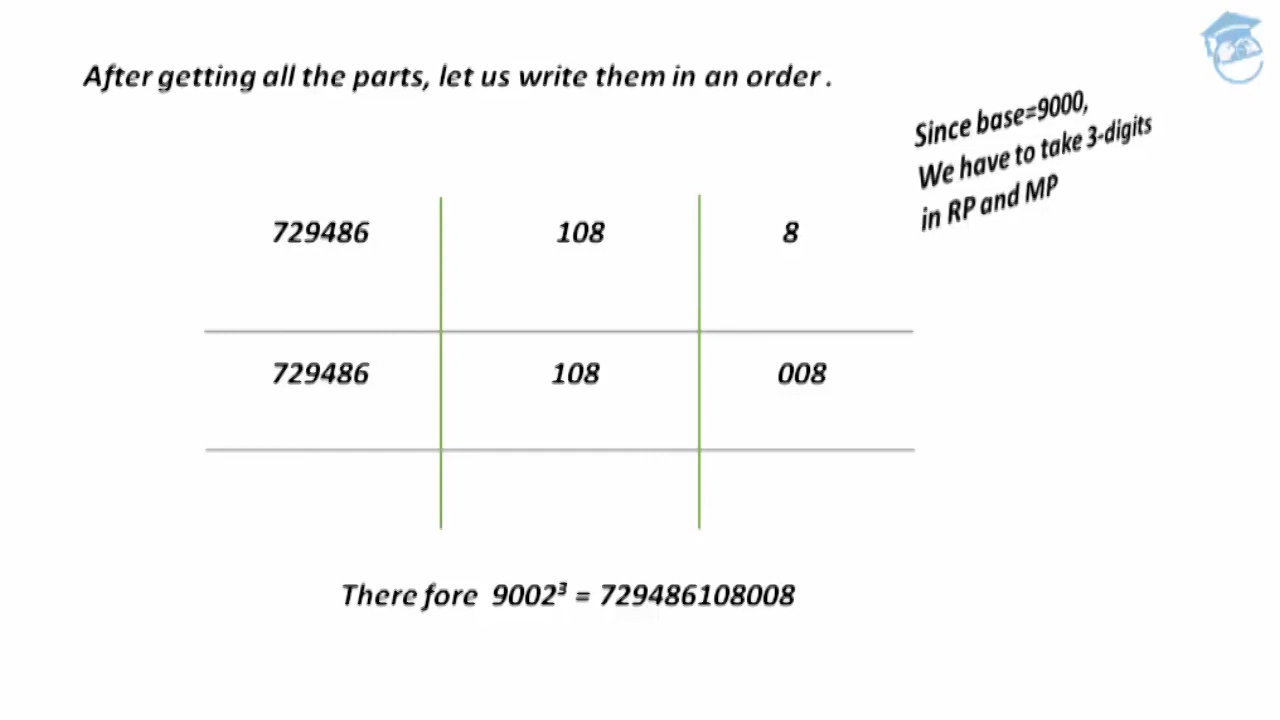 After getting all the parts, let us write them in an order .
Since base=9000,
We have to take 3-digits
in RP and MP
729486 108 8
729486 108 008
There fore 9002³ = 729486108008